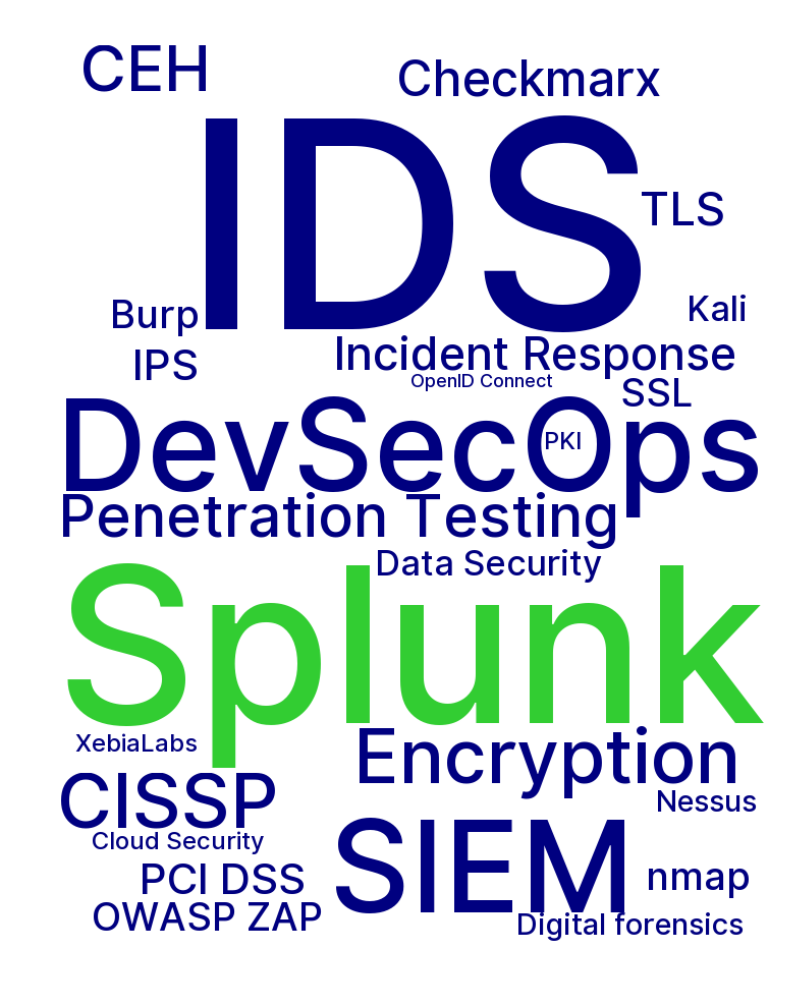 CEH
Checkmarx
IDS
TLS
Burp
Kali
IPS
Incident Response
OpenID Connect
SSL
DevSecOps
PKI
Penetration Testing
Data Security
Splunk
XebiaLabs
Encryption
CISSP
Nessus
Cloud Security
SIEM
PCI DSS
nmap
OWASP ZAP
Digital forensics